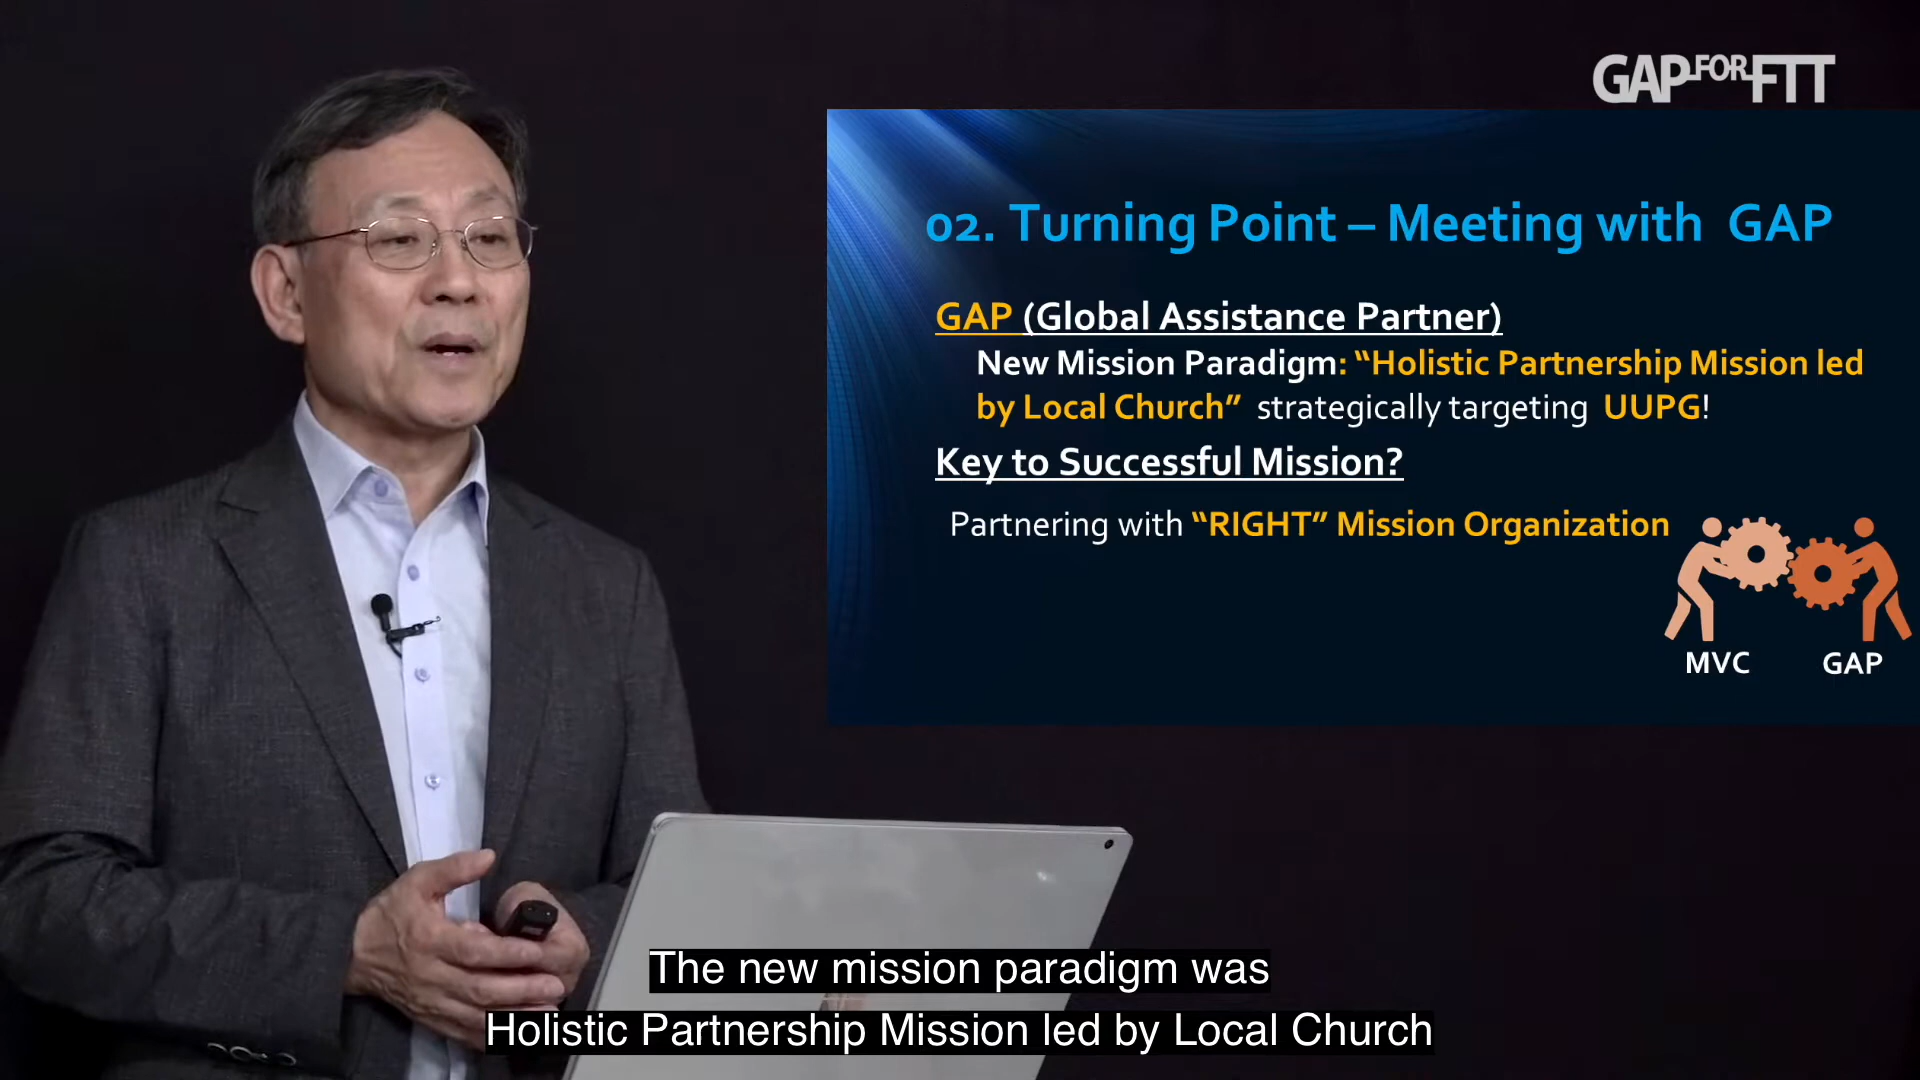 GAP FOR FTT
02. Turning Point – Meeting with GAP
GAP (Global Assistance Partner)
New Mission Paradigm: “Holistic Partnership Mission led
by Local Church” strategically targeting UUPG!
Key to Successful Mission?
Partnering with “RIGHT” Mission Organization
MVC GAP
The new mission paradigm was
Holistic Partnership Mission led by Local Church